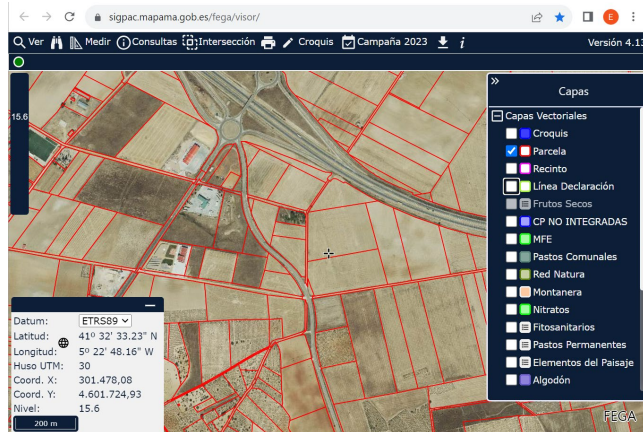 sigpac.mapama.gob.es/fega/visor/
E
Ver Medir Consultas Intersección Croquis Campaña 2023 i Versión 4.11
15.6
Capas
Capas Vectoriales
Croquis
Parcela
Recinto
Línea Declaración
Frutos Secos
CP NO INTEGRADAS
MFE
Pastos Comunales
Red Natura
Montanera
Nitratos
Fitosanitarios
Pastos Permanentes
Elementos del Paisaje
Algodón
Datum: ETRS89
Latitud: 41º 32' 33.23" N
Longitud: 5º 22' 48.16" W
Huso UTM: 30
Coord. X: 301.478,08
Coord. Y: 4.601.724,93
Nivel: 15.6
200 m
FEGA